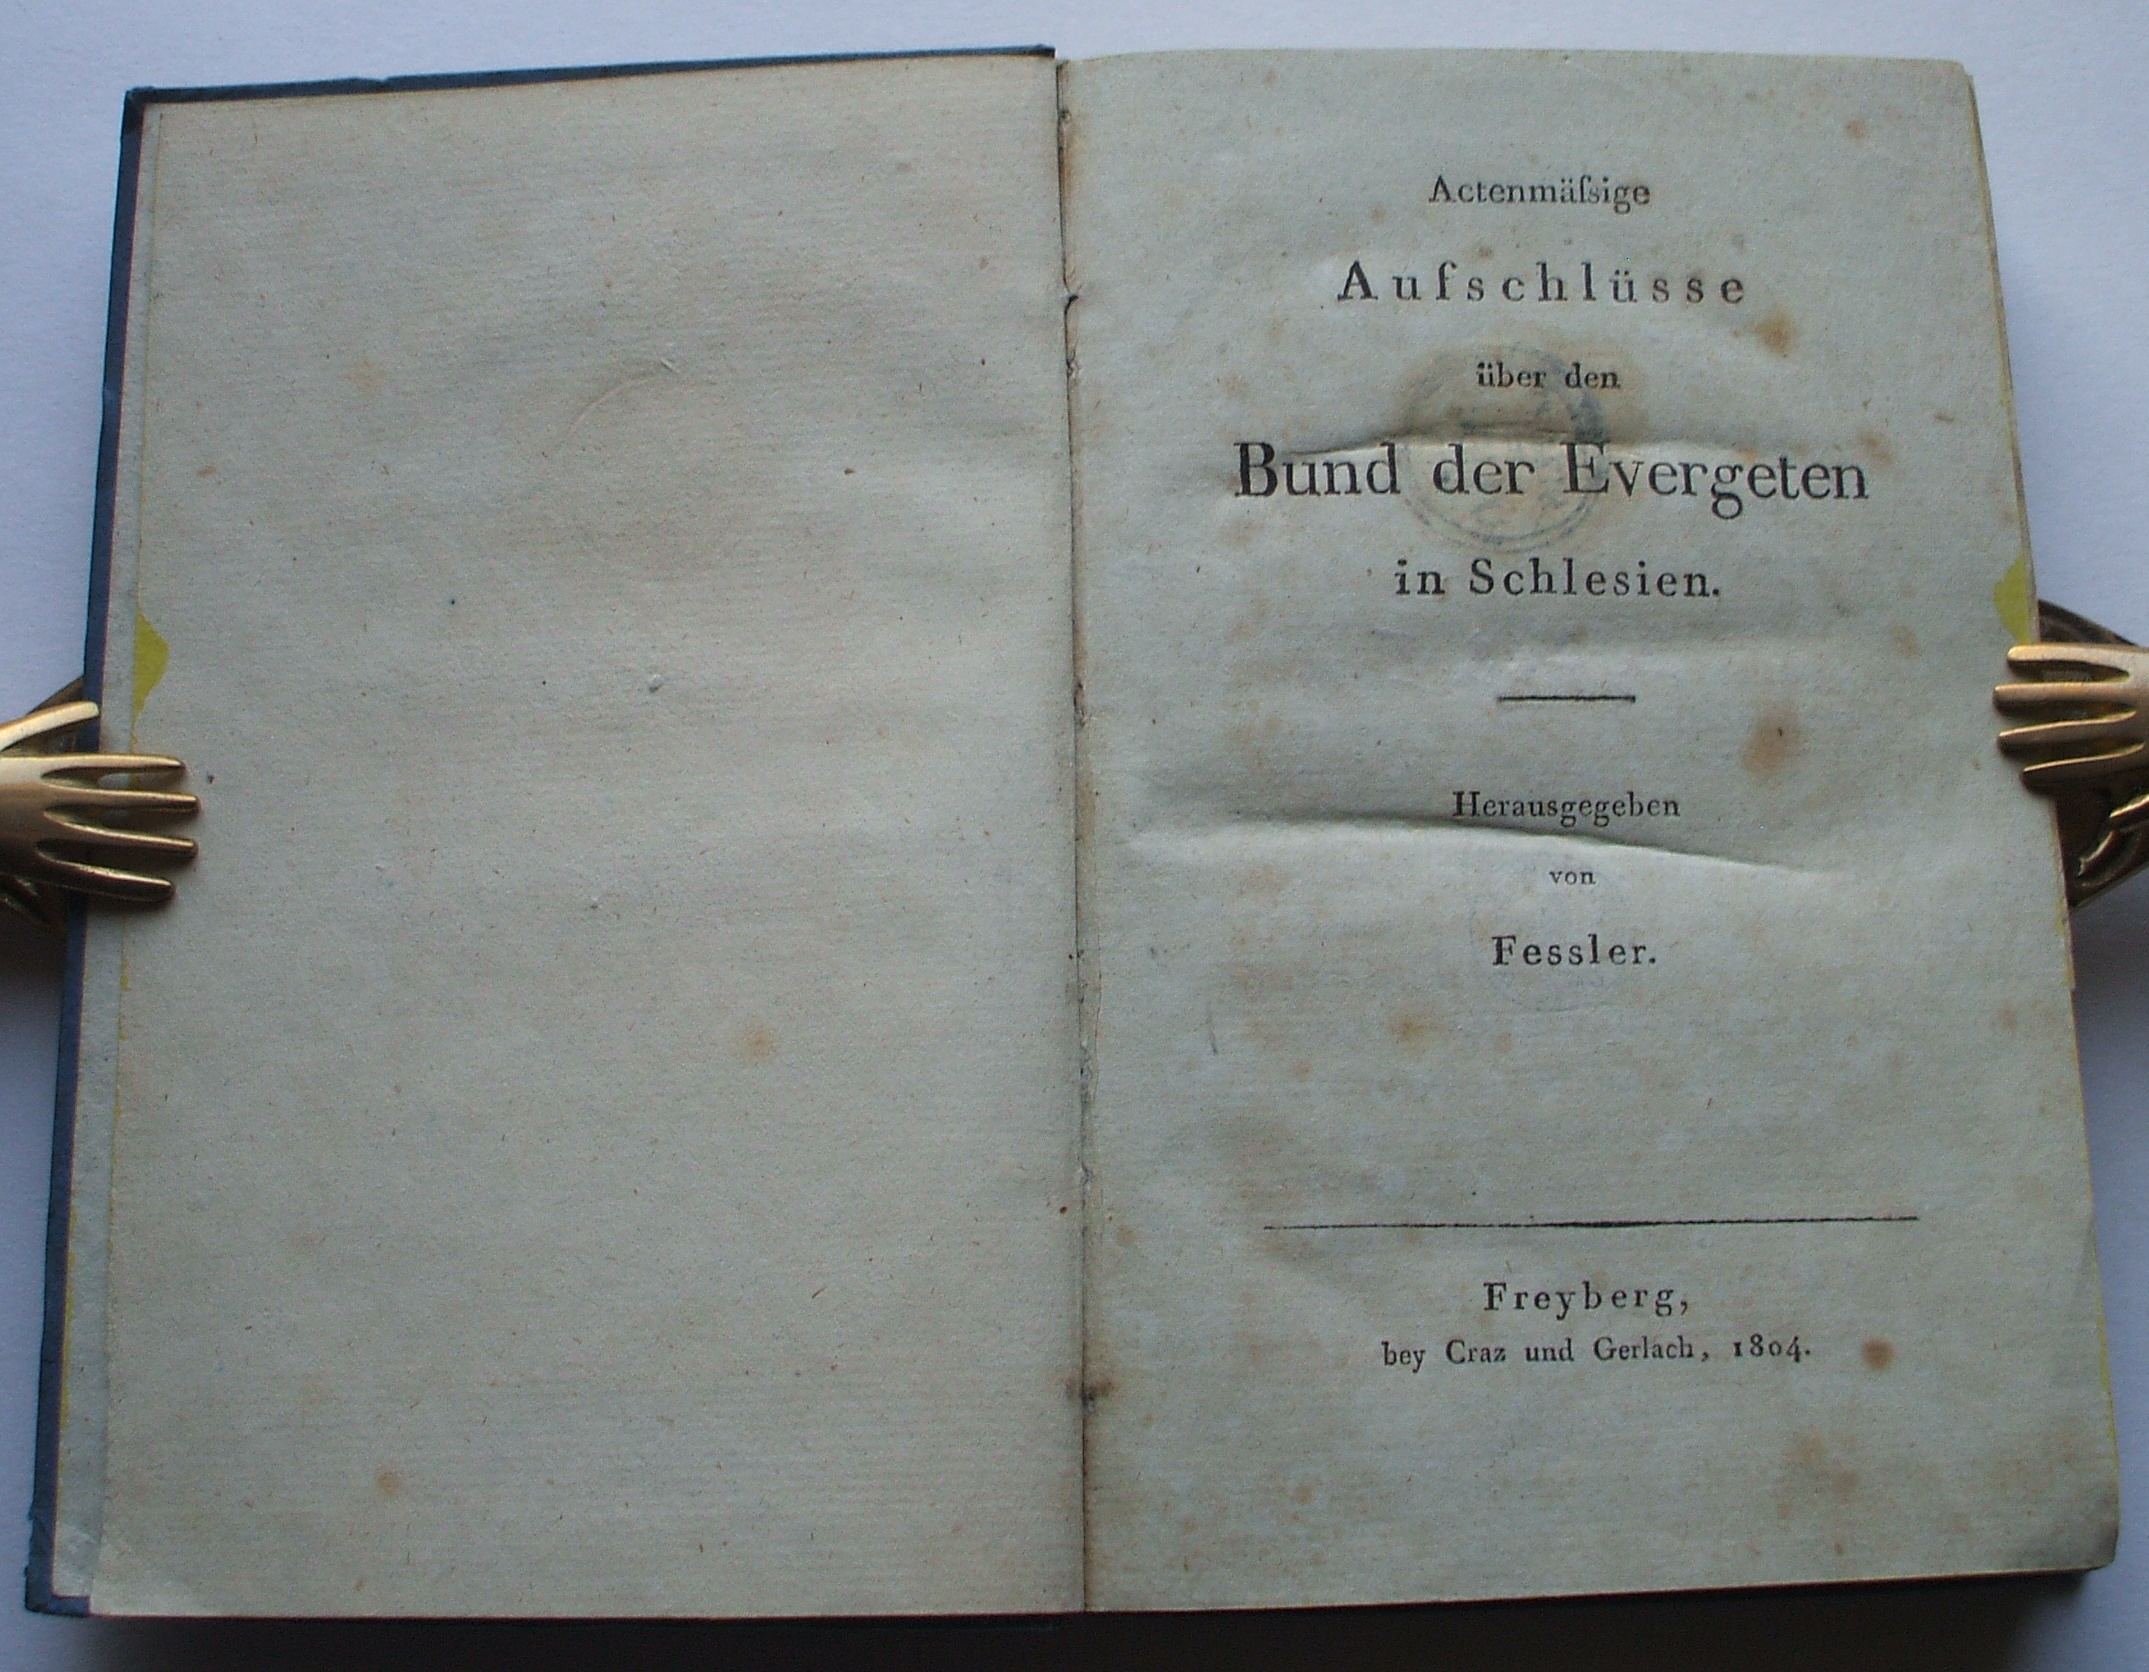 Actenmäſsige
Aufschlüsse
über den
Bund der Evergeten
in Schlesien.
Herausgegeben
von
Fessler.
Freyberg,
bey Craz und Gerlach, 1804.